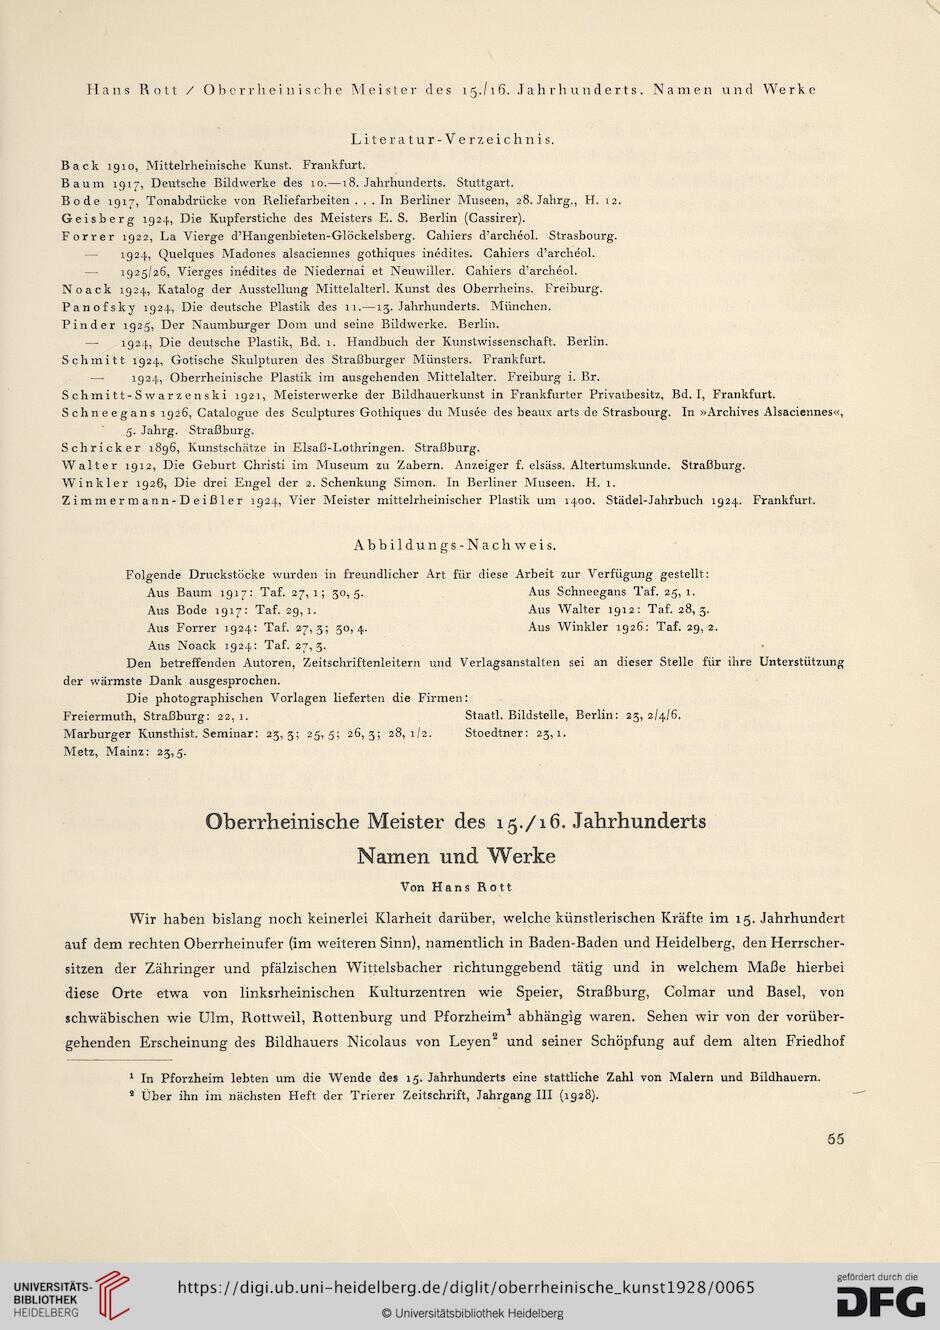 Hans Rott / Oberrheinische Meister des 15./16. Jahrhunderts. Namen und Werke
Literatur-Verzeichnis.
Back 1910, Mittelrheinische Kunst. Frankfurt.
Baum 1917, Deutsche Bildwerke des 10.—18. Jahrhunderts. Stuttgart.
Bode 1917, Tonabdrücke von Reliefarbeiten . . . In Berliner Museen, 28. Jahrg., H. 12.
Geisberg 1924, Die Kupferstiche des Meisters E. S. Berlin (Cassirer).
Forrer 1922, La Vierge d'Hangenbieten-Glöckelsberg. Cahiers d'archéol. Strasbourg.
— 1924, Quelques Madones alsaciennes gothiques inédites. Cahiers d'archéol.
— 1925/26, Vierges inédites de Niedernai et Neuwiller. Cahiers d'archéol.
Noack 1924, Katalog der Ausstellung Mittelalterl. Kunst des Oberrheins. Freiburg.
Panofsky 1924, Die deutsche Plastik des 11.—13. Jahrhunderts. München.
Pinder 1925, Der Naumburger Dom und seine Bildwerke. Berlin.
— 1924, Die deutsche Plastik, Bd. 1. Handbuch der Kunstwissenschaft. Berlin.
Schmitt 1924, Gotische Skulpturen des Straßburger Münsters. Frankfurt.
— 1924, Oberrheinische Plastik im ausgehenden Mittelalter. Freiburg i. Br.
Schmitt-Swarzenski 1921, Meisterwerke der Bildhauerkunst in Frankfurter Privatbesitz, Bd. I, Frankfurt.
Schneegans 1926, Catalogue des Sculptures Gothiques du Musée des beaux arts de Strasbourg. In »Archives Alsaciennes«,
5. Jahrg. Straßburg.
Schricker 1896, Kunstschätze in Elsaß-Lothringen. Straßburg.
Walter 1912, Die Geburt Christi im Museum zu Zabern. Anzeiger f. elsäss. Altertumskunde. Straßburg.
Winkler 1926, Die drei Engel der 2. Schenkung Simon. In Berliner Museen. H. 1.
Zimmermann-Deißler 1924, Vier Meister mittelrheinischer Plastik um 1400. Städel-Jahrbuch 1924. Frankfurt.
Abbildungs-Nachweis.
Folgende Druckstöcke wurden in freundlicher Art für diese Arbeit zur Verfügung gestellt:
Aus Baum 1917: Taf. 27, 1; 30, 5. Aus Schneegans Taf. 25, 1.
Aus Bode 1917: Taf. 29, 1. Aus Walter 1912: Taf. 28, 3.
Aus Forrer 1924: Taf. 27, 3; 30, 4. Aus Winkler 1926: Taf. 29, 2.
Aus Noack 1924: Taf. 27, 3.
Den betreffenden Autoren, Zeitschriftenleitern und Verlagsanstalten sei an dieser Stelle für ihre Unterstützung
der wärmste Dank ausgesprochen.
Die photographischen Vorlagen lieferten die Firmen:
Freiermuth, Straßburg: 22, 1. Staatl. Bildstelle, Berlin: 23, 2/4/6.
Marburger Kunsthist. Seminar: 23, 3; 25, 5; 26, 3; 28, 1/2. Stoedtner: 23, 1.
Metz, Mainz: 23, 5.
Oberrheinische Meister des 15./16. Jahrhunderts
Namen und Werke
Von Hans Rott
Wir haben bislang noch keinerlei Klarheit darüber, welche künstlerischen Kräfte im 15. Jahrhundert
auf dem rechten Oberrheinufer (im weiteren Sinn), namentlich in Baden-Baden und Heidelberg, den Herrscher-
sitzen der Zähringer und pfälzischen Wittelsbacher richtunggebend tätig und in welchem Maße hierbei
diese Orte etwa von linksrheinischen Kulturzentren wie Speier, Straßburg, Colmar und Basel, von
schwäbischen wie Ulm, Rottweil, Rottenburg und Pforzheim¹ abhängig waren. Sehen wir von der vorüber-
gehenden Erscheinung des Bildhauers Nicolaus von Leyen² und seiner Schöpfung auf dem alten Friedhof
¹ In Pforzheim lebten um die Wende des 15. Jahrhunderts eine stattliche Zahl von Malern und Bildhauern.
² Über ihn im nächsten Heft der Trierer Zeitschrift, Jahrgang III (1928).
55
UNIVERSITÄTS-
BIBLIOTHEK
HEIDELBERG
https://digi.ub.uni-heidelberg.de/diglit/oberrheinische_kunst1928/0065
© Universitätsbibliothek Heidelberg
gefördert durch die
DFG